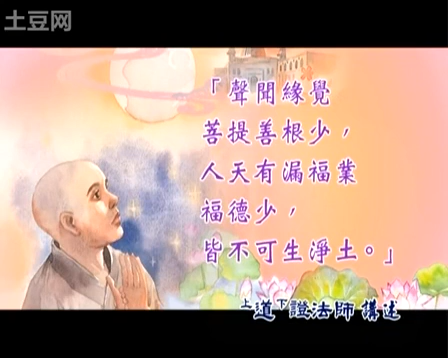 土豆网
「聲聞緣覺
菩提善根少，
人天有漏福業
福德少，
皆不可生淨土。」
上道下證法師 講述